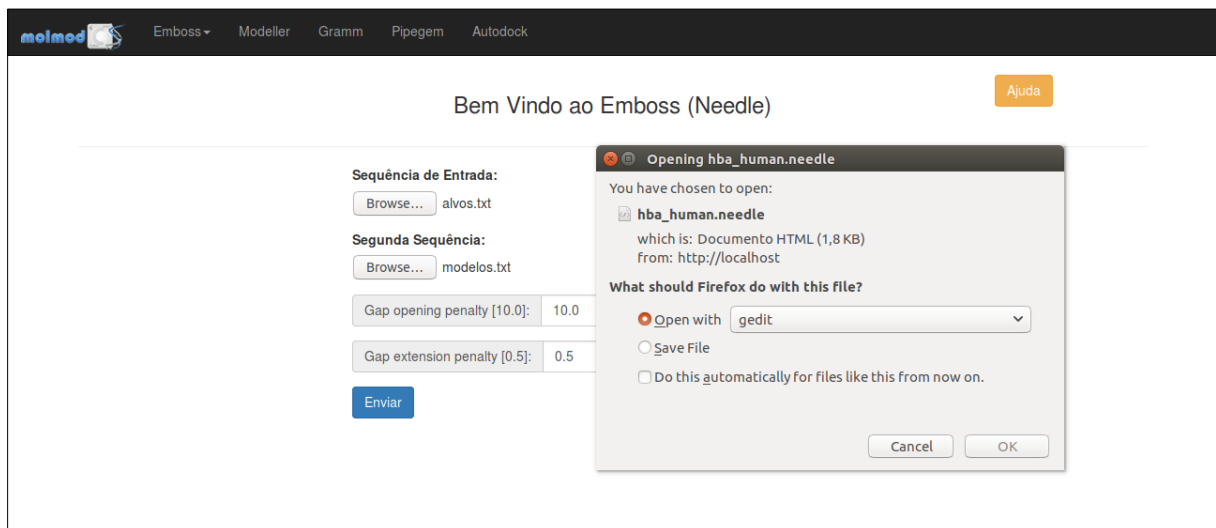 molmod Emboss Modeller Gramm Pipegem Autodock
Bem Vindo ao Emboss (Needle)
Ajuda
Sequência de Entrada:
Browse... alvos.txt
Segunda Sequência:
Browse... modelos.txt
Gap opening penalty [10.0]: 10.0
Gap extension penalty [0.5]: 0.5
Enviar
Opening hba_human.needle
You have chosen to open:
hba_human.needle
which is: Documento HTML (1,8 KB)
from: http://localhost
What should Firefox do with this file?
Open with gedit
Save File
Do this automatically for files like this from now on.
Cancel OK